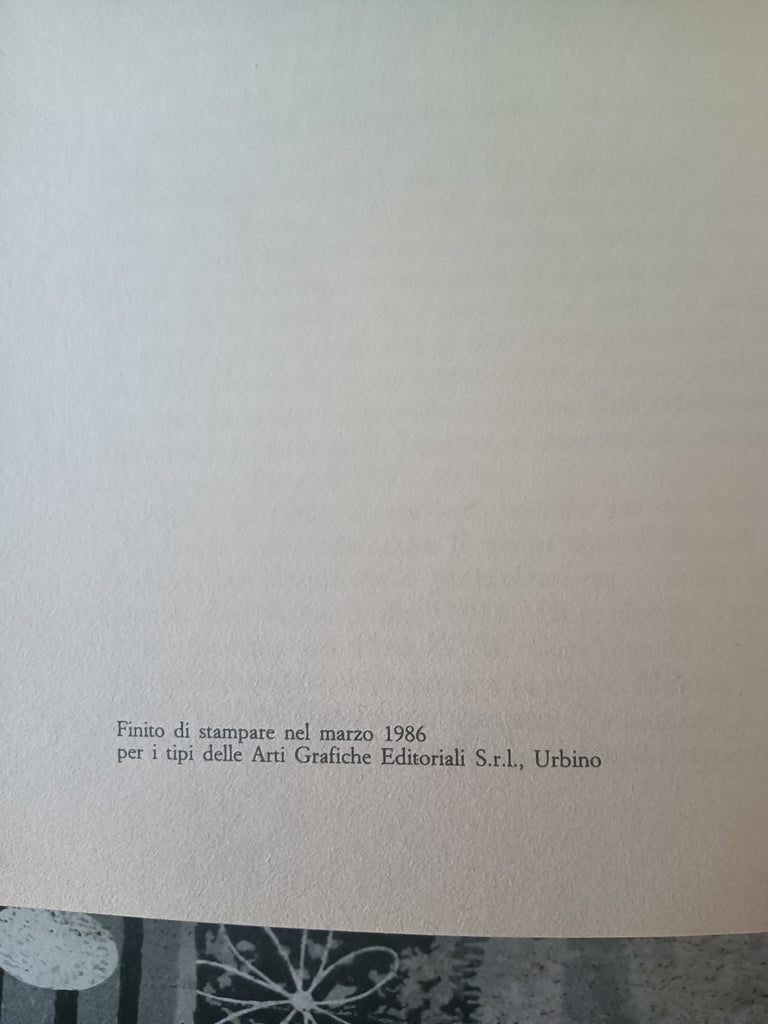 Finito di stampare nel marzo 1986
per i tipi delle Arti Grafiche Editoriali S.r.l., Urbino